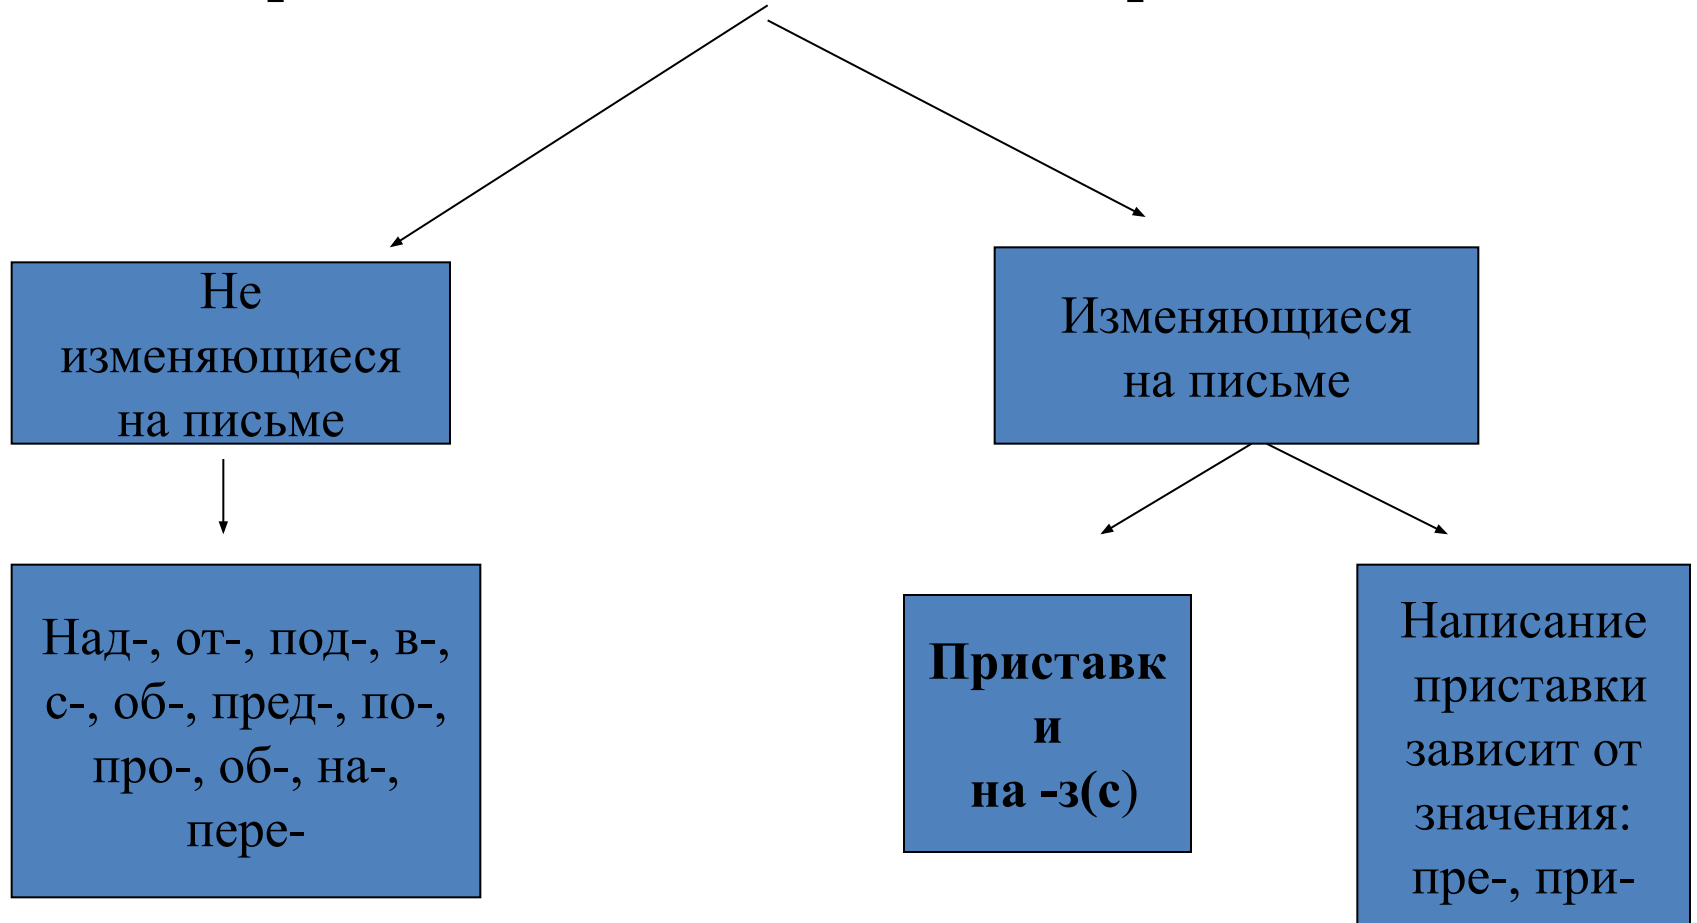 Не
изменяющиеся
на письме
Изменяющиеся
на письме
Над-, от-, под-, в-,
с-, об-, пред-, по-,
про-, об-, на-,
пере-
Приставк
и
на -з(с)
Написание
приставки
зависит от
значения:
пре-, при-